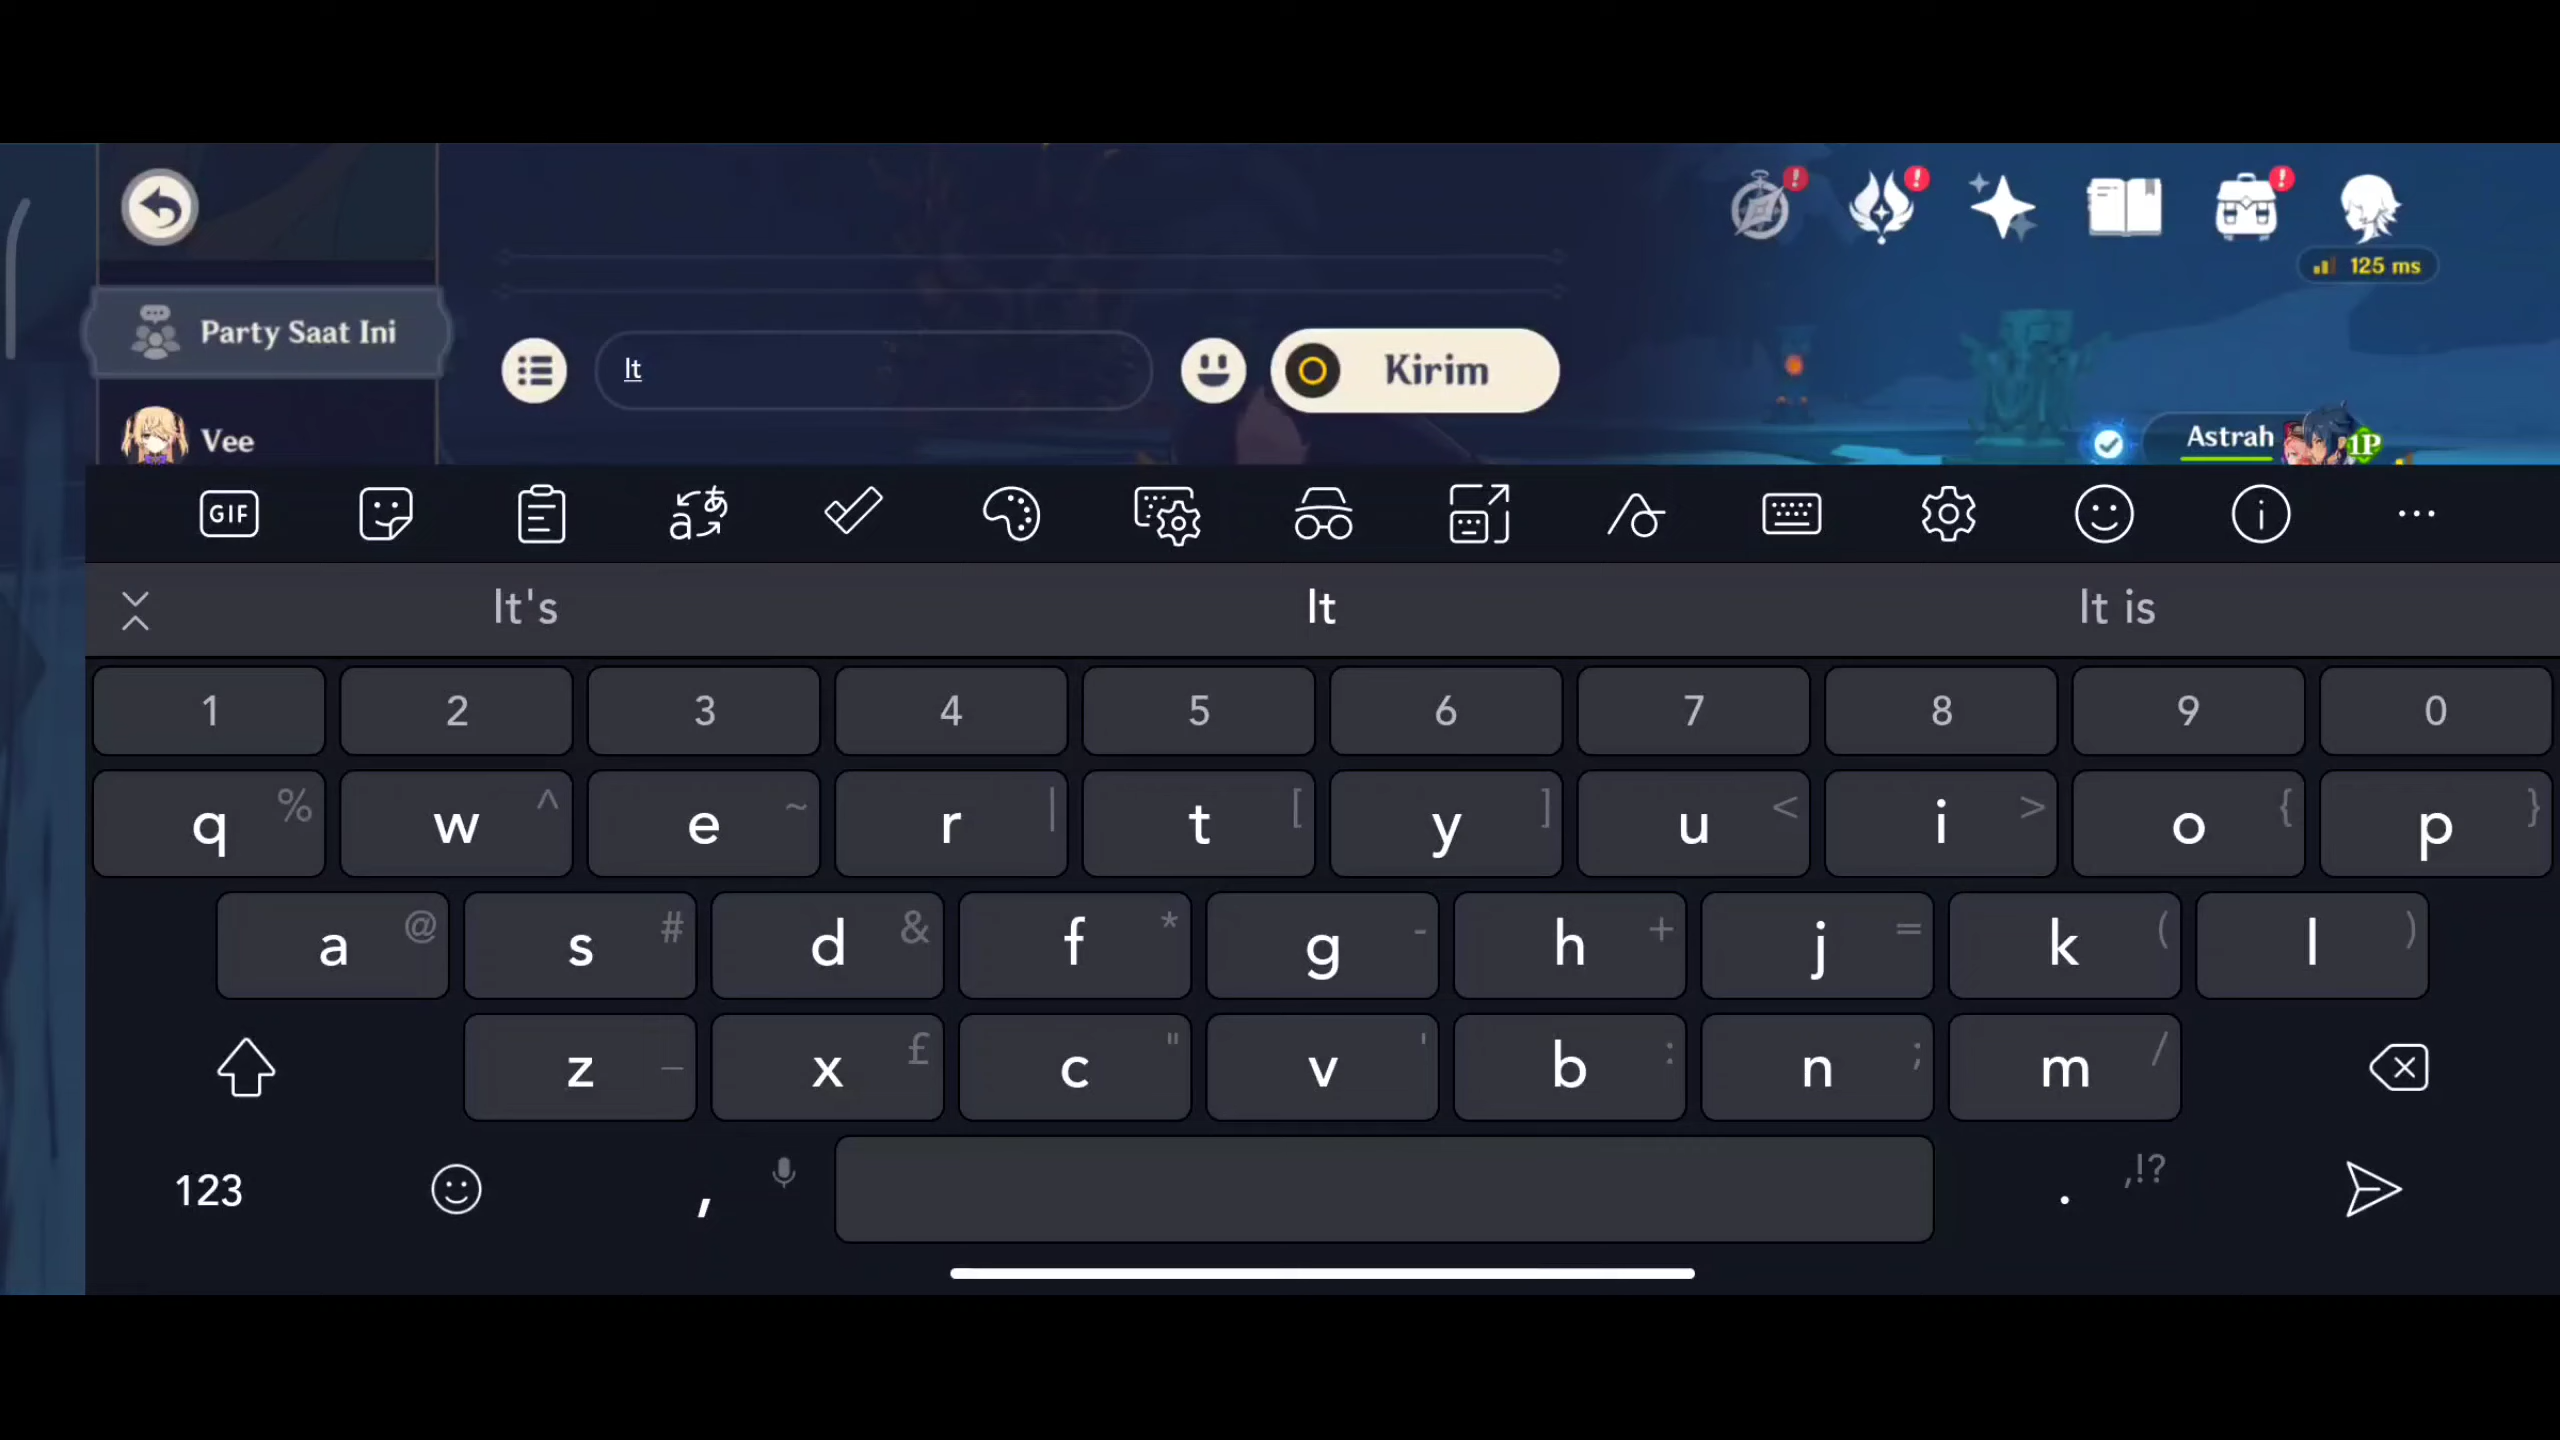 125 ms
Party Saat Ini
It
Kirim
Vee
Astrah
1P
GIF
a あ
It's
It
It is
1 2 3 4 5 6 7 8 9 0
q % w ^ e ~ r | t [ y ] u < i > o { p }
a @ s # d & f * g - h + j = k ( l )
z _ x £ c " v ' b : n ; m /
123 , . ,!?